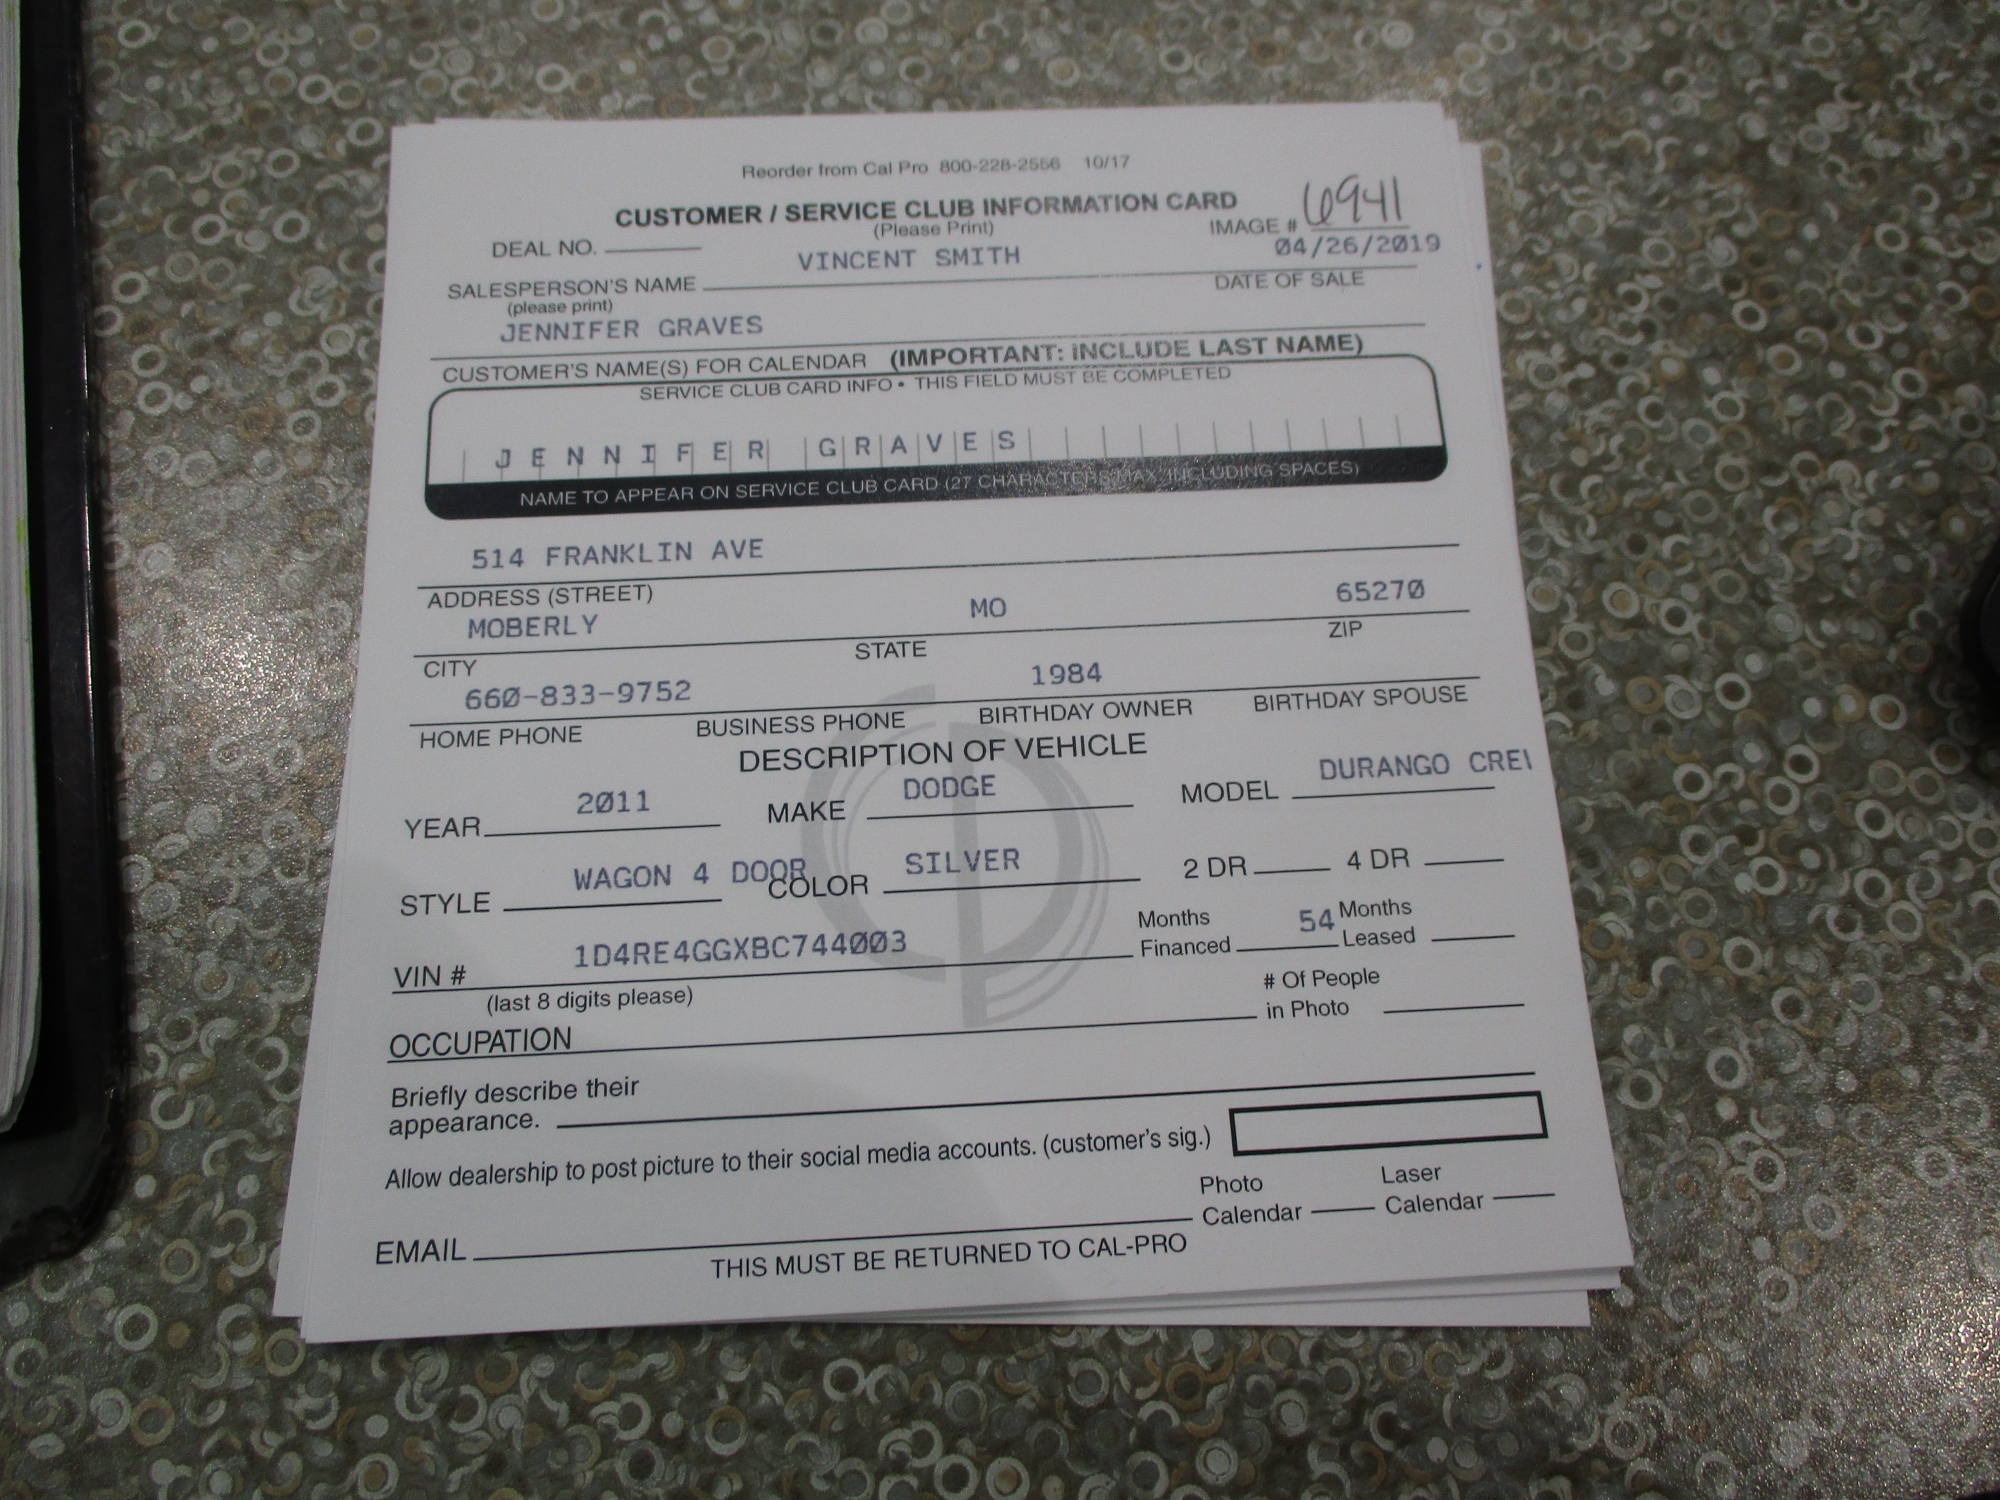 Reorder from Cal Pro 800-228-2556 10/17
CUSTOMER / SERVICE CLUB INFORMATION CARD
(Please Print)
IMAGE # 6941
DEAL NO.
VINCENT SMITH
04/26/2019
SALESPERSON'S NAME
DATE OF SALE
(please print)
JENNIFER GRAVES
CUSTOMER'S NAME(S) FOR CALENDAR (IMPORTANT: INCLUDE LAST NAME)
SERVICE CLUB CARD INFO • THIS FIELD MUST BE COMPLETED
JENNIFER GRAVES
NAME TO APPEAR ON SERVICE CLUB CARD (27 CHARACTERS MAX. INCLUDING SPACES)
514 FRANKLIN AVE
ADDRESS (STREET)
MOBERLY MO 65270
CITY STATE ZIP
660-833-9752 1984
HOME PHONE BUSINESS PHONE BIRTHDAY OWNER BIRTHDAY SPOUSE
DESCRIPTION OF VEHICLE
YEAR 2011 MAKE DODGE MODEL DURANGO CREW
STYLE WAGON 4 DOOR COLOR SILVER 2 DR 4 DR
VIN # 1D4RE4GGXBC744003 Months Financed 54 Months Leased
(last 8 digits please)
# Of People in Photo
OCCUPATION
Briefly describe their
appearance.
Allow dealership to post picture to their social media accounts. (customer's sig.)
Photo Calendar Laser Calendar
EMAIL
THIS MUST BE RETURNED TO CAL-PRO